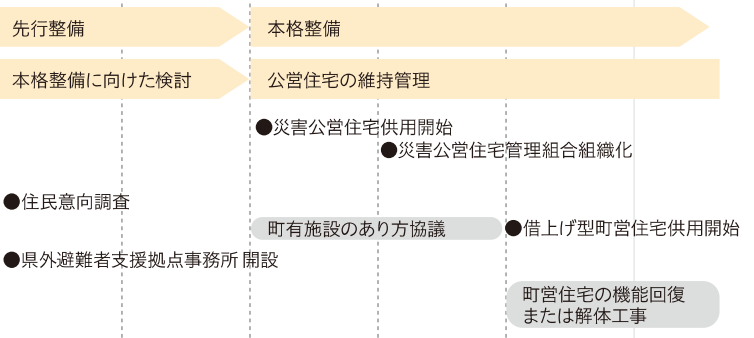 先行整備
本格整備
本格整備に向けた検討
公営住宅の維持管理
●災害公営住宅供用開始
●災害公営住宅管理組合組織化
●住民意向調査
町有施設のあり方協議
●借上げ型町営住宅供用開始
●県外避難者支援拠点事務所 開設
町営住宅の機能回復
または解体工事